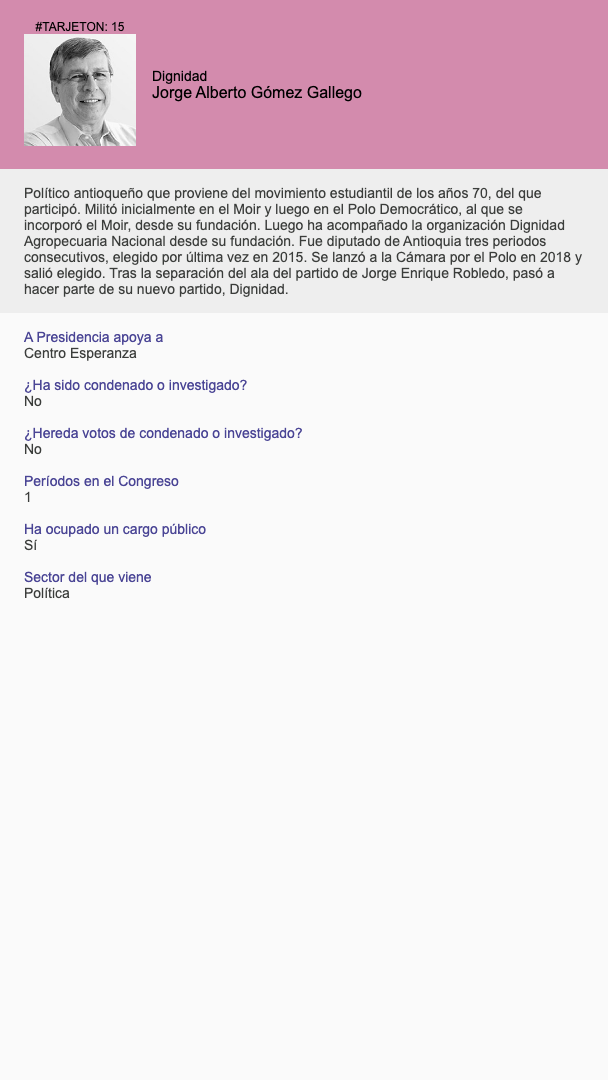 #TARJETON: 15
Dignidad
Jorge Alberto Gómez Gallego
Político antioqueño que proviene del movimiento estudiantil de los años 70, del que
participó. Militó inicialmente en el Moir y luego en el Polo Democrático, al que se
incorporó el Moir, desde su fundación. Luego ha acompañado la organización Dignidad
Agropecuaria Nacional desde su fundación. Fue diputado de Antioquia tres periodos
consecutivos, elegido por última vez en 2015. Se lanzó a la Cámara por el Polo en 2018 y
salió elegido. Tras la separación del ala del partido de Jorge Enrique Robledo, pasó a
hacer parte de su nuevo partido, Dignidad.
A Presidencia apoya a
Centro Esperanza
¿Ha sido condenado o investigado?
No
¿Hereda votos de condenado o investigado?
No
Períodos en el Congreso
1
Ha ocupado un cargo público
Sí
Sector del que viene
Política